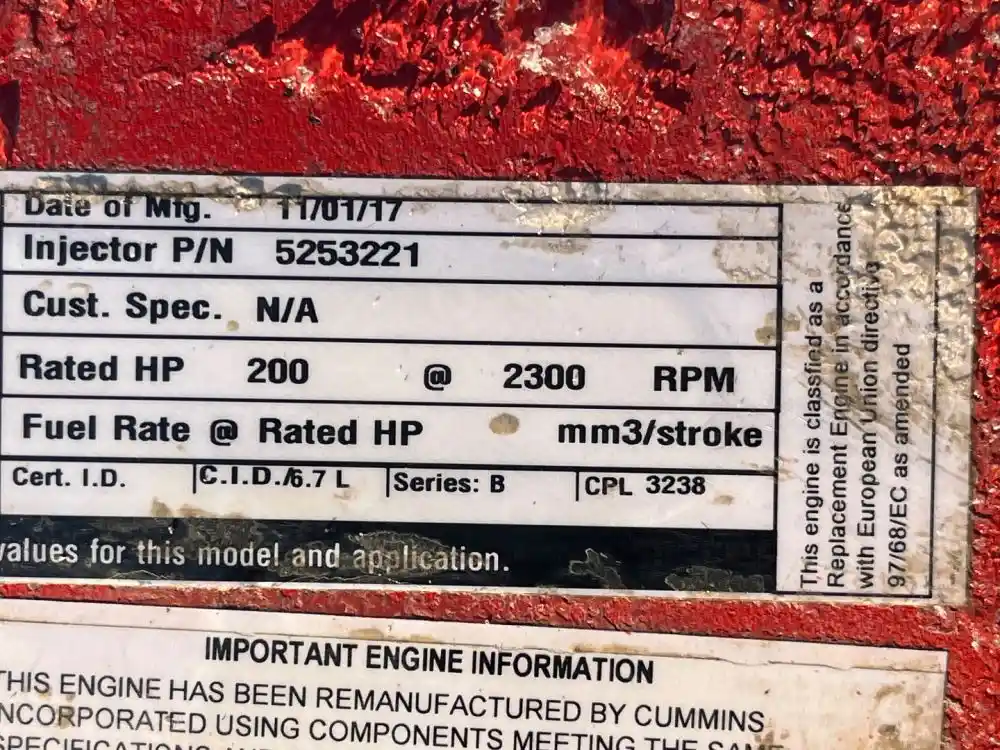 Date of Mfg. 11/01/17
Injector P/N 5253221
Cust. Spec. N/A
Rated HP 200 @ 2300 RPM
Fuel Rate @ Rated HP mm3/stroke
Cert. I.D. C.I.D./6.7 L Series: B CPL 3238
values for this model and application.
This engine is classfied as a
Replacement Engine in accordance
with European Union directive
97/68/EC as amended
IMPORTANT ENGINE INFORMATION
THIS ENGINE HAS BEEN REMANUFACTURED BY CUMMINS
INCORPORATED USING COMPONENTS MEETING THE SAME